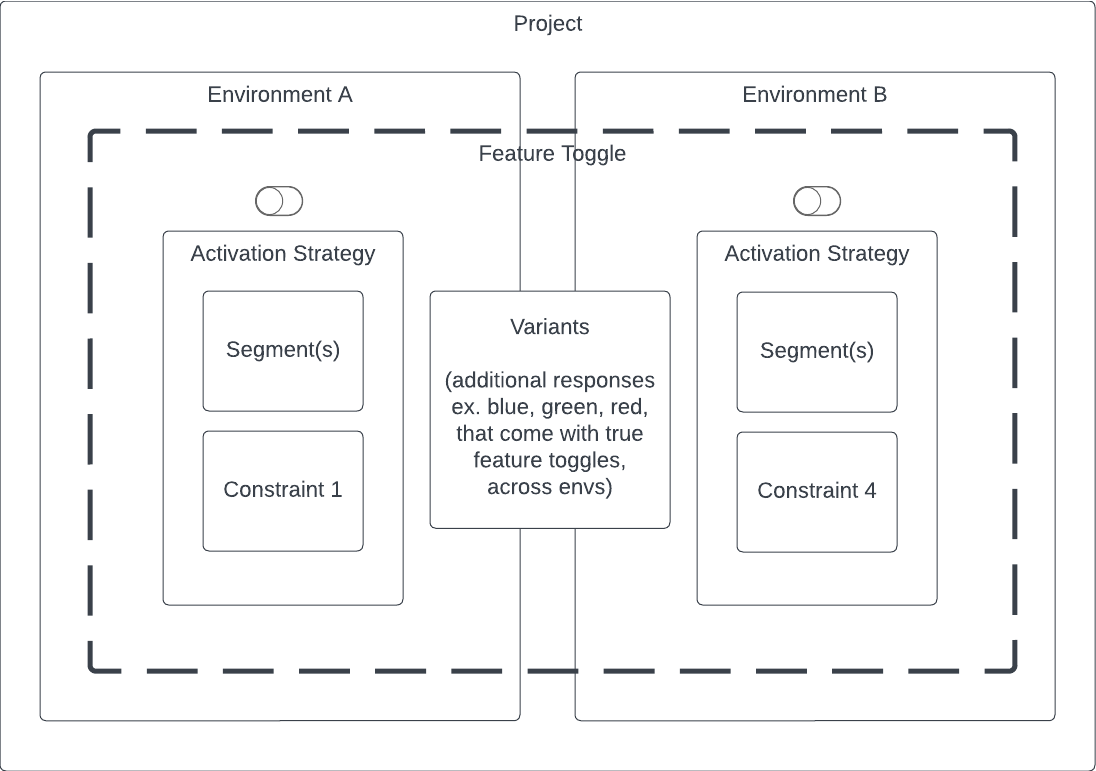 Project
Environment A
Environment B
Feature Toggle
Activation Strategy
Activation Strategy
Segment(s)
Variants
Segment(s)
(additional responses
ex. blue, green, red,
that come with true
feature toggles,
across envs)
Constraint 1
Constraint 4